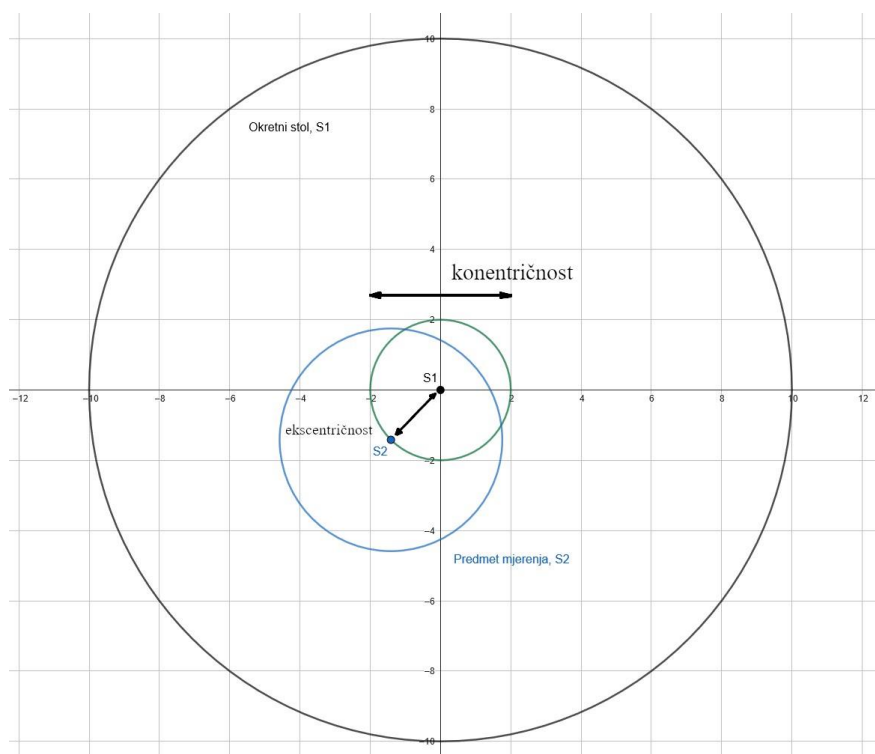 10
8
Okretni stol, S1
6
4
konentričnost
2
S1
−12 −10 −8 −6 −4 −2 2 4 6 8 10 12
ekscentričnost
S2
−2
−4
Predmet mjerenja, S2
−6
−8
−10